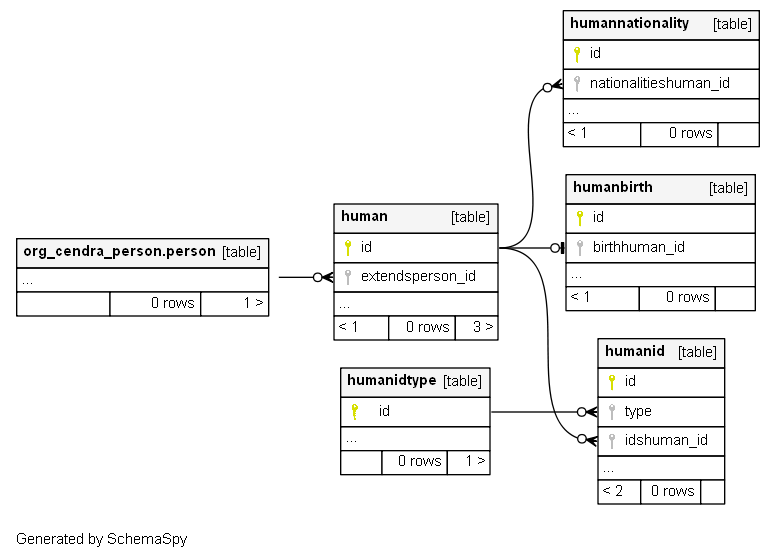 humannationality [table]
id
nationalitieshuman_id
...
< 1 0 rows
humanbirth [table]
id
birthhuman_id
...
< 1 0 rows
human [table]
id
extendsperson_id
...
< 1 0 rows 3 >
org_cendra_person.person [table]
...
0 rows 1 >
humanid [table]
id
type
idshuman_id
...
< 2 0 rows
humanidtype [table]
id
...
0 rows 1 >
Generated by SchemaSpy